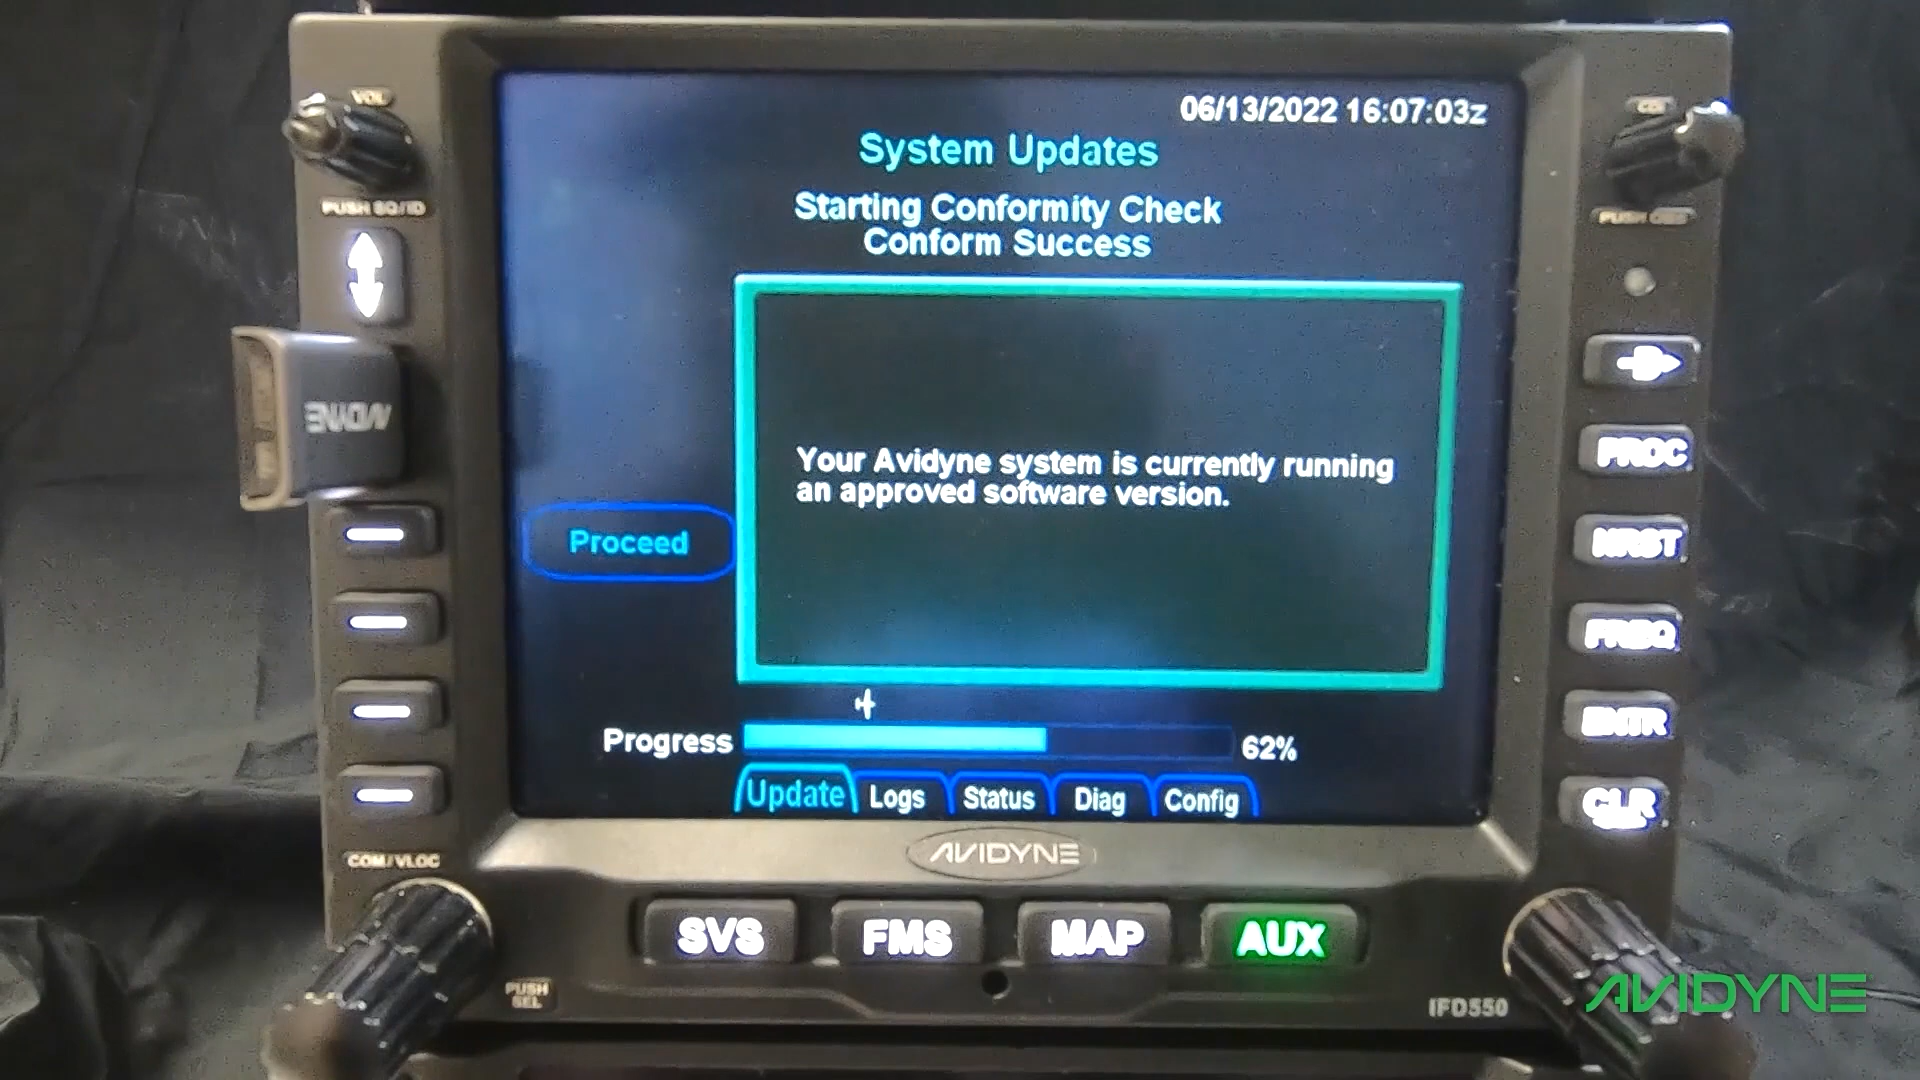 VOL
PUSH SQ/ID
06/13/2022 16:07:03z
System Updates
Starting Conformity Check
Conform Success
Your Avidyne system is currently running
an approved software version.
Proceed
Progress
62%
Update
Logs
Status
Diag
Config
AVIDYNE
COM/VLOC
PUSH
SEL
SVS
FMS
MAP
AUX
CDI
PUSH OBS
PROC
NRST
FREQ
ENTR
CLR
IFD550
AVIDYNE
AVIDYNE